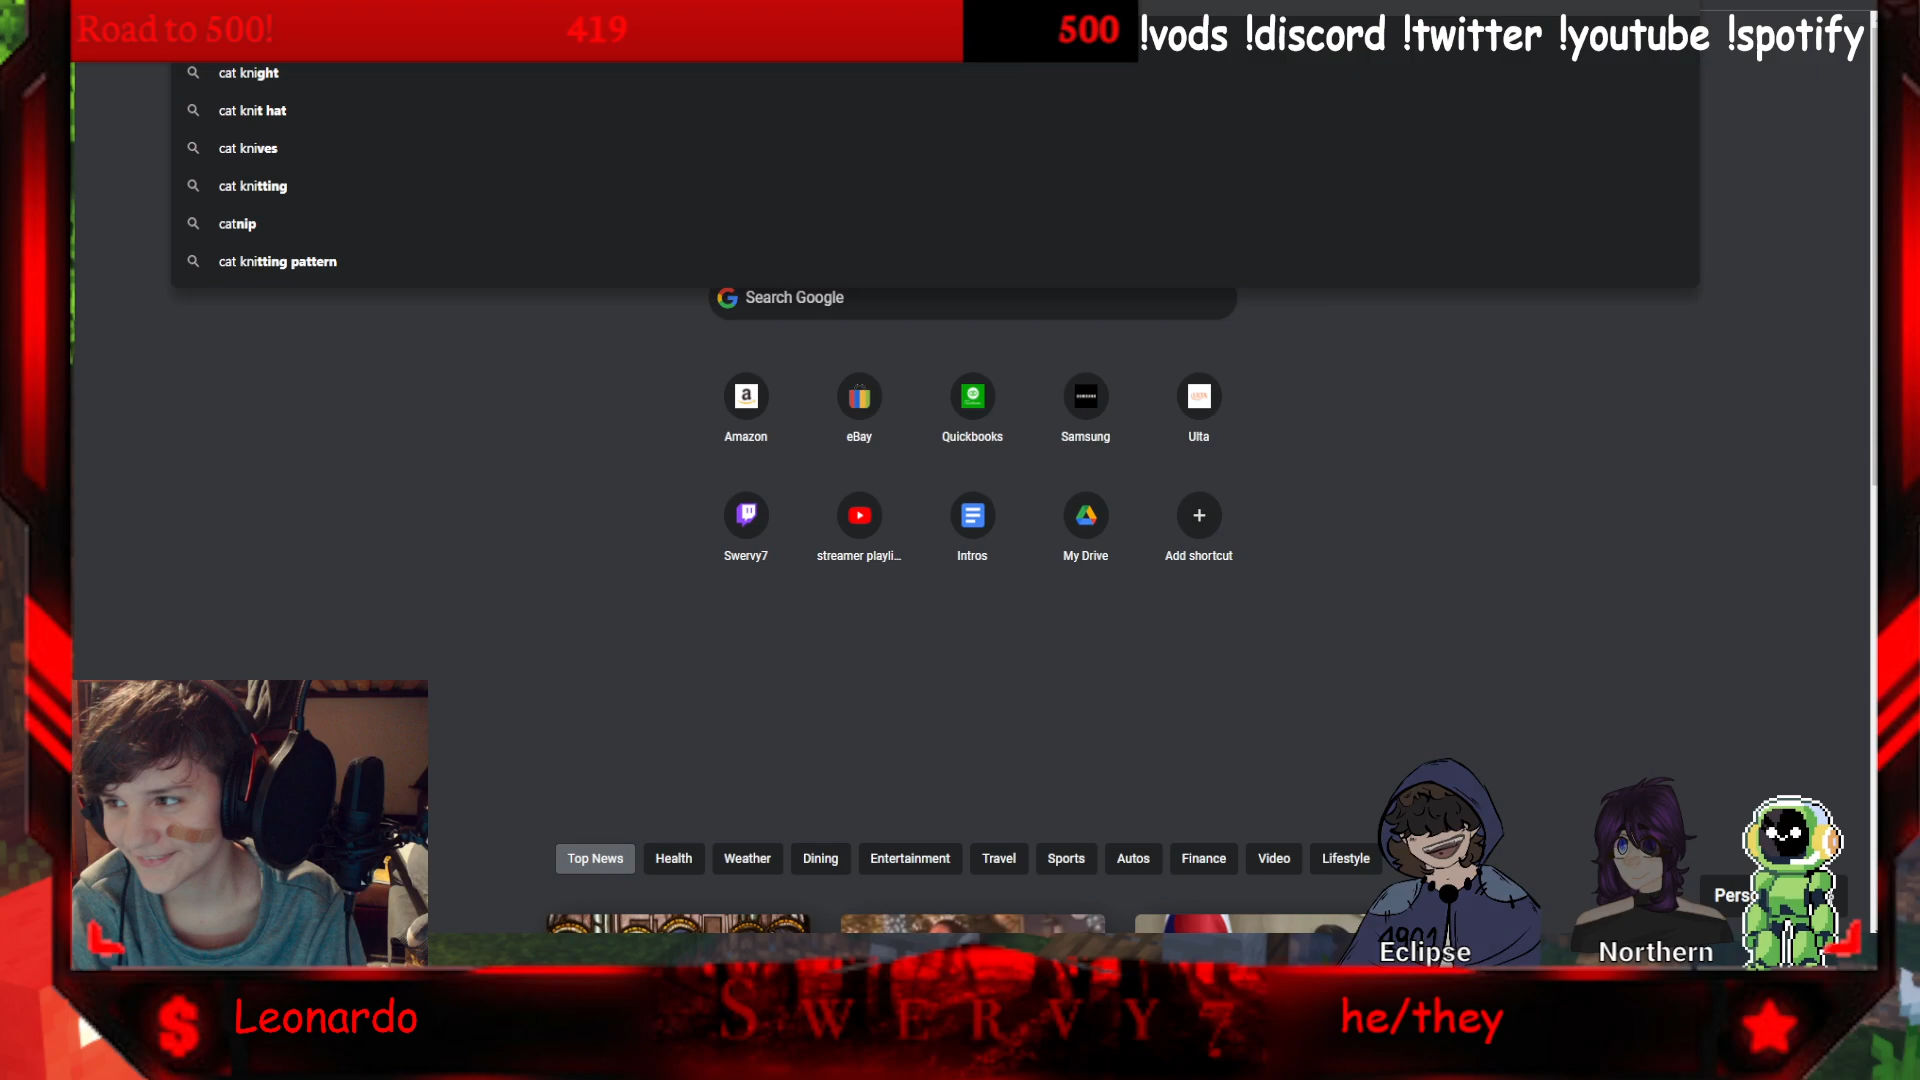 Road to 500! 419 500 !vods !discord !twitter !youtube !spotify
cat knight
cat knit hat
cat knives
cat knitting
catnip
cat knitting pattern
Search Google
Amazon eBay Quickbooks Samsung Ulta
Swervy7 streamer playli... Intros My Drive Add shortcut
Top News Health Weather Dining Entertainment Travel Sports Autos Finance Video Lifestyle
Perso
Eclipse Northern
Leonardo SWERVY7 he/they